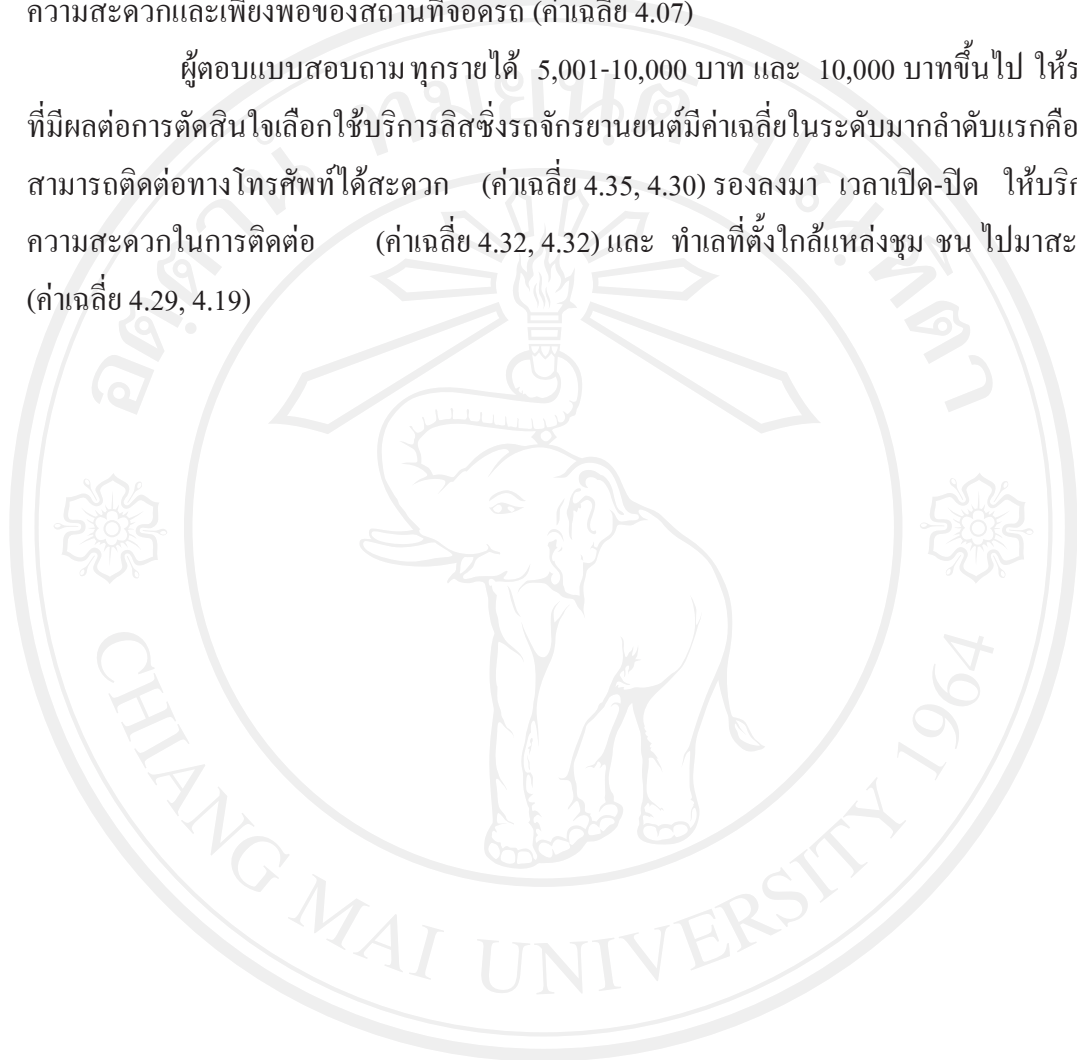 ความสะดวกและเพียงพอของสถานที่จอดรถ (ค่าเฉลี่ย 4.07)
ผู้ตอบแบบสอบถาม ทุกรายได้ 5,001-10,000 บาท และ 10,000 บาทขึ้นไป ให้ร
ที่มีผลต่อการตัดสินใจเลือกใช้บริการลิสซิ่งรถจักรยานยนต์มีค่าเฉลี่ยในระดับมากลำดับแรกคือ
สามารถติดต่อทางโทรศัพท์ได้สะดวก (ค่าเฉลี่ย 4.35, 4.30) รองลงมา เวลาเปิด-ปิด ให้บริก
ความสะดวกในการติดต่อ (ค่าเฉลี่ย 4.32, 4.32) และ ทำเลที่ตั้งใกล้แหล่งชุม ชน ไปมาสะ
(ค่าเฉลี่ย 4.29, 4.19)
CHIANG MAI UNIVERSITY 1964